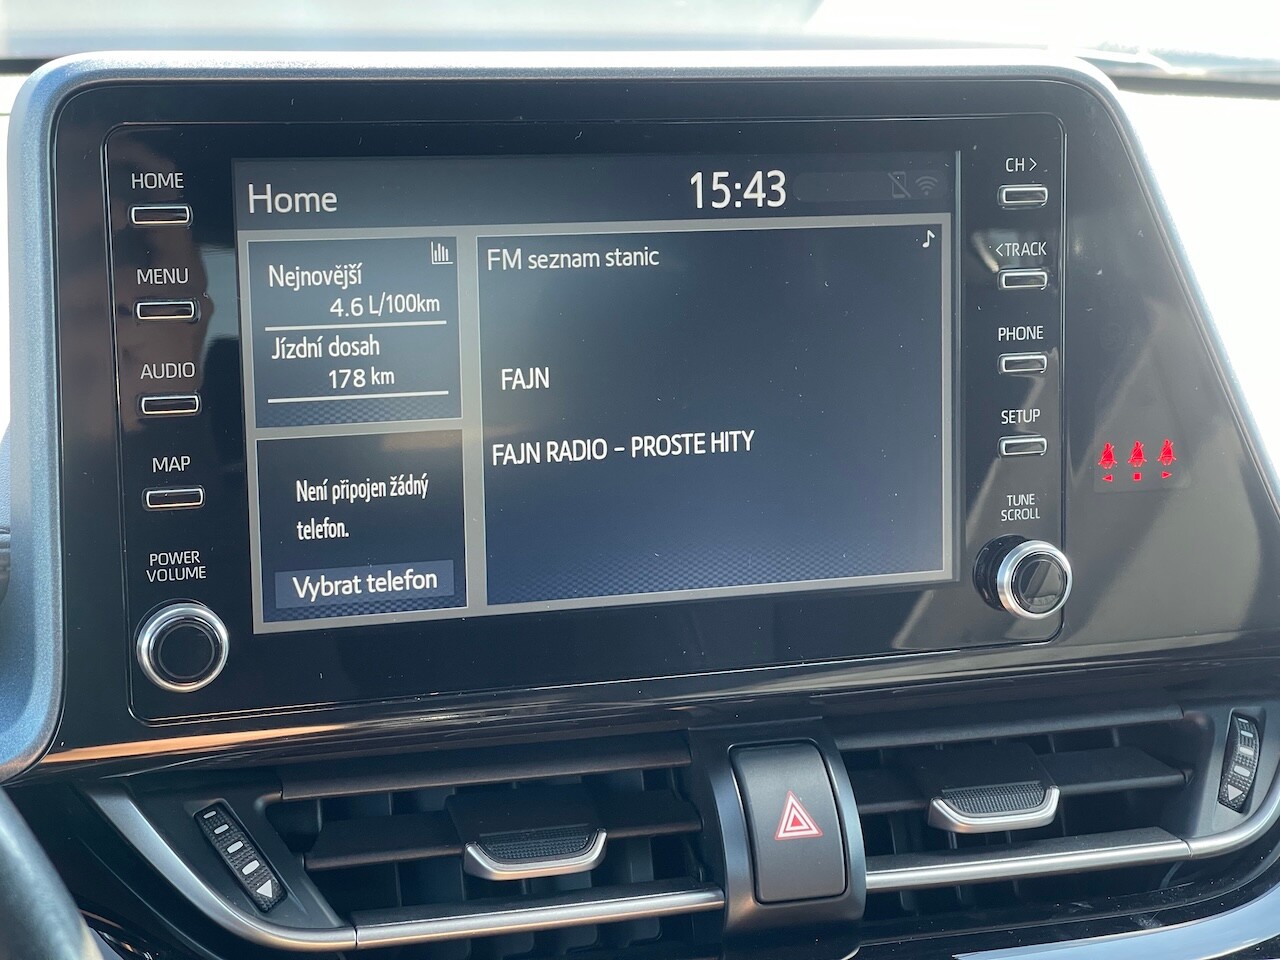 HOME
MENU
AUDIO
MAP
POWER
VOLUME
Home
15:43
Nejnovější
4.6 L/100km
Jízdní dosah
178 km
Není připojen žádný
telefon.
Vybrat telefon
FM seznam stanic
FAJN
FAJN RADIO - PROSTE HITY
CH >
< TRACK
PHONE
SETUP
TUNE
SCROLL